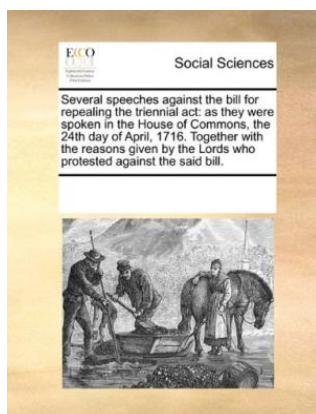 ECCO
Social Sciences
Several speeches against the bill for
repealing the triennial act: as they were
spoken in the House of Commons, the
24th day of April, 1716. Together with
the reasons given by the Lords who
protested against the said bill.